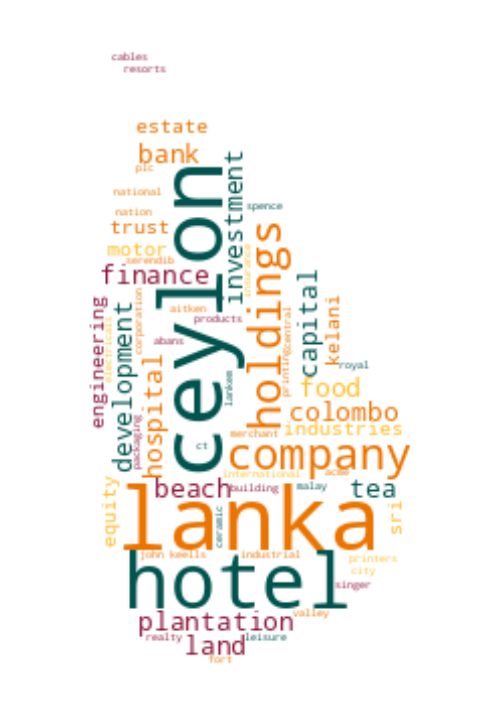 cables
resorts
estate
bank
plc
ceylon
investment
national
spence
nation
trust
holdings
motor
serendib
insurance
finance
capital
corporation
engineering
kelani
development
aitken
central
products
printing
electricals
abans
hospital
royal
lankem
food
colombo
packaging
industries
merchant
ct
company
international
acme
equity
beach
building
malay
tea
lanka
sri
ceramic
john keells
industrial
hotel
printers
city
singer
plantation
valley
realty
leisure
land
fort